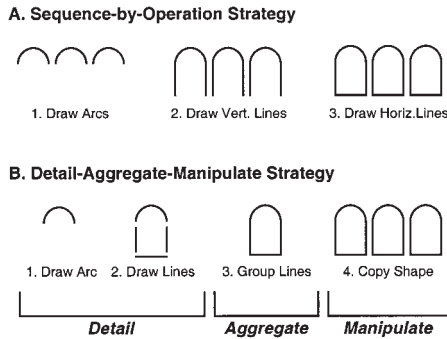 A. Sequence-by-Operation Strategy
1. Draw Arcs
2. Draw Vert. Lines
3. Draw Horiz.Lines
B. Detail-Aggregate-Manipulate Strategy
1. Draw Arc
2. Draw Lines
3. Group Lines
4. Copy Shape
Detail
Aggregate
Manipulate